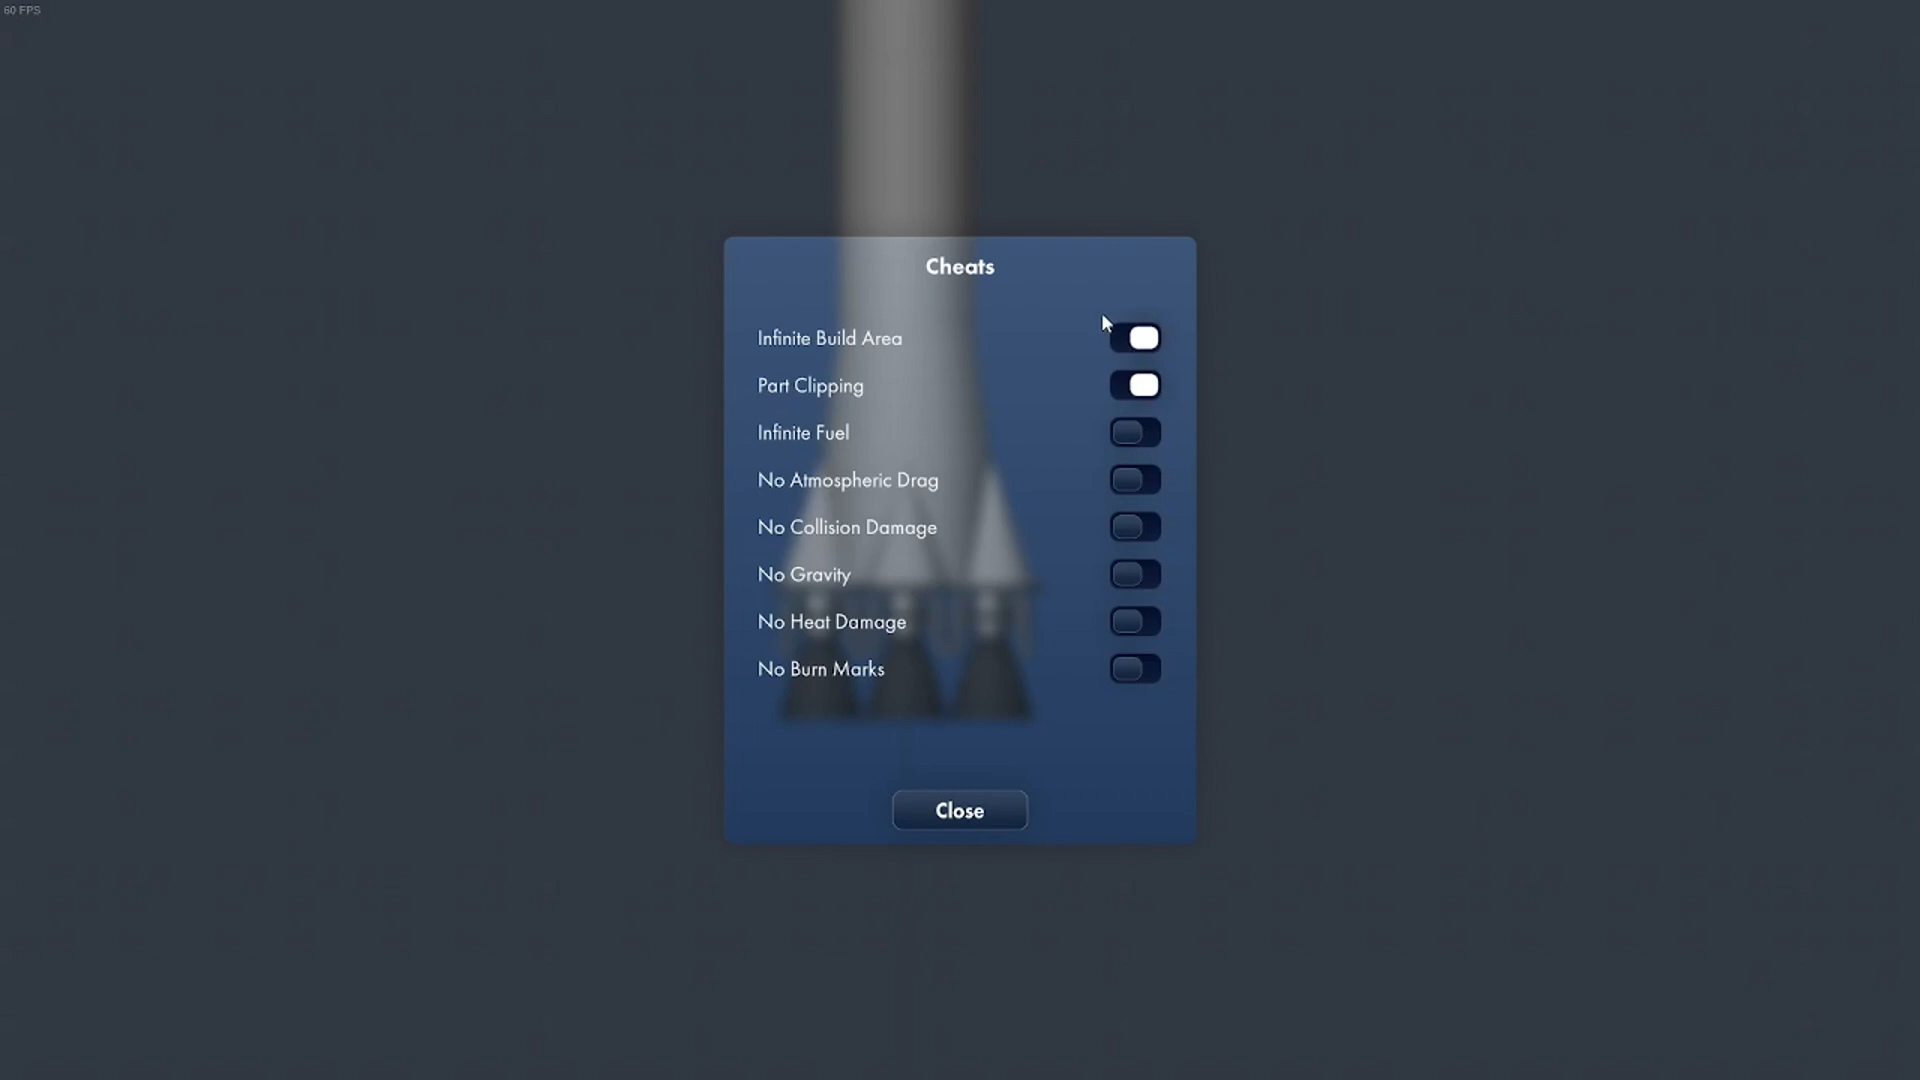 60 FPS
Cheats
Infinite Build Area
Part Clipping
Infinite Fuel
No Atmospheric Drag
No Collision Damage
No Gravity
No Heat Damage
No Burn Marks
Close